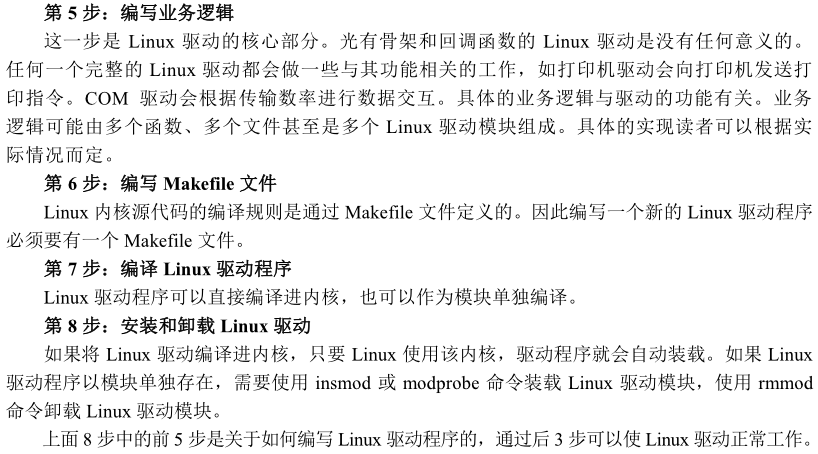 第 5 步：编写业务逻辑
这一步是 Linux 驱动的核心部分。光有骨架和回调函数的 Linux 驱动是没有任何意义的。
任何一个完整的 Linux 驱动都会做一些与其功能相关的工作，如打印机驱动会向打印机发送打
印指令。COM 驱动会根据传输数率进行数据交互。具体的业务逻辑与驱动的功能有关。业务
逻辑可能由多个函数、多个文件甚至是多个 Linux 驱动模块组成。具体的实现读者可以根据实
际情况而定。
第 6 步：编写 Makefile 文件
Linux 内核源代码的编译规则是通过 Makefile 文件定义的。因此编写一个新的 Linux 驱动程序
必须要有一个 Makefile 文件。
第 7 步：编译 Linux 驱动程序
Linux 驱动程序可以直接编译进内核，也可以作为模块单独编译。
第 8 步：安装和卸载 Linux 驱动
如果将 Linux 驱动编译进内核，只要 Linux 使用该内核，驱动程序就会自动装载。如果 Linux
驱动程序以模块单独存在，需要使用 insmod 或 modprobe 命令装载 Linux 驱动模块，使用 rmmod
命令卸载 Linux 驱动模块。
上面 8 步中的前 5 步是关于如何编写 Linux 驱动程序的，通过后 3 步可以使 Linux 驱动正常工作。